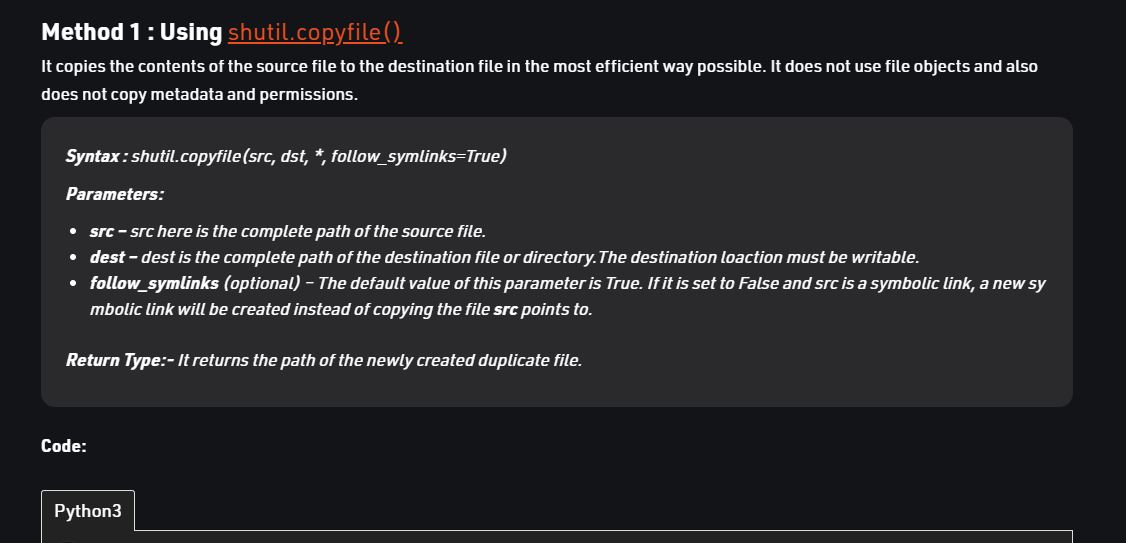 Method 1 : Using shutil.copyfile()
It copies the contents of the source file to the destination file in the most efficient way possible. It does not use file objects and also
does not copy metadata and permissions.
Syntax : shutil.copyfile(src, dst, *, follow_symlinks=True)
Parameters:
• src – src here is the complete path of the source file.
• dest – dest is the complete path of the destination file or directory.The destination loaction must be writable.
• follow_symlinks (optional) – The default value of this parameter is True. If it is set to False and src is a symbolic link, a new sy
mbolic link will be created instead of copying the file src points to.
Return Type:- It returns the path of the newly created duplicate file.
Code:
Python3